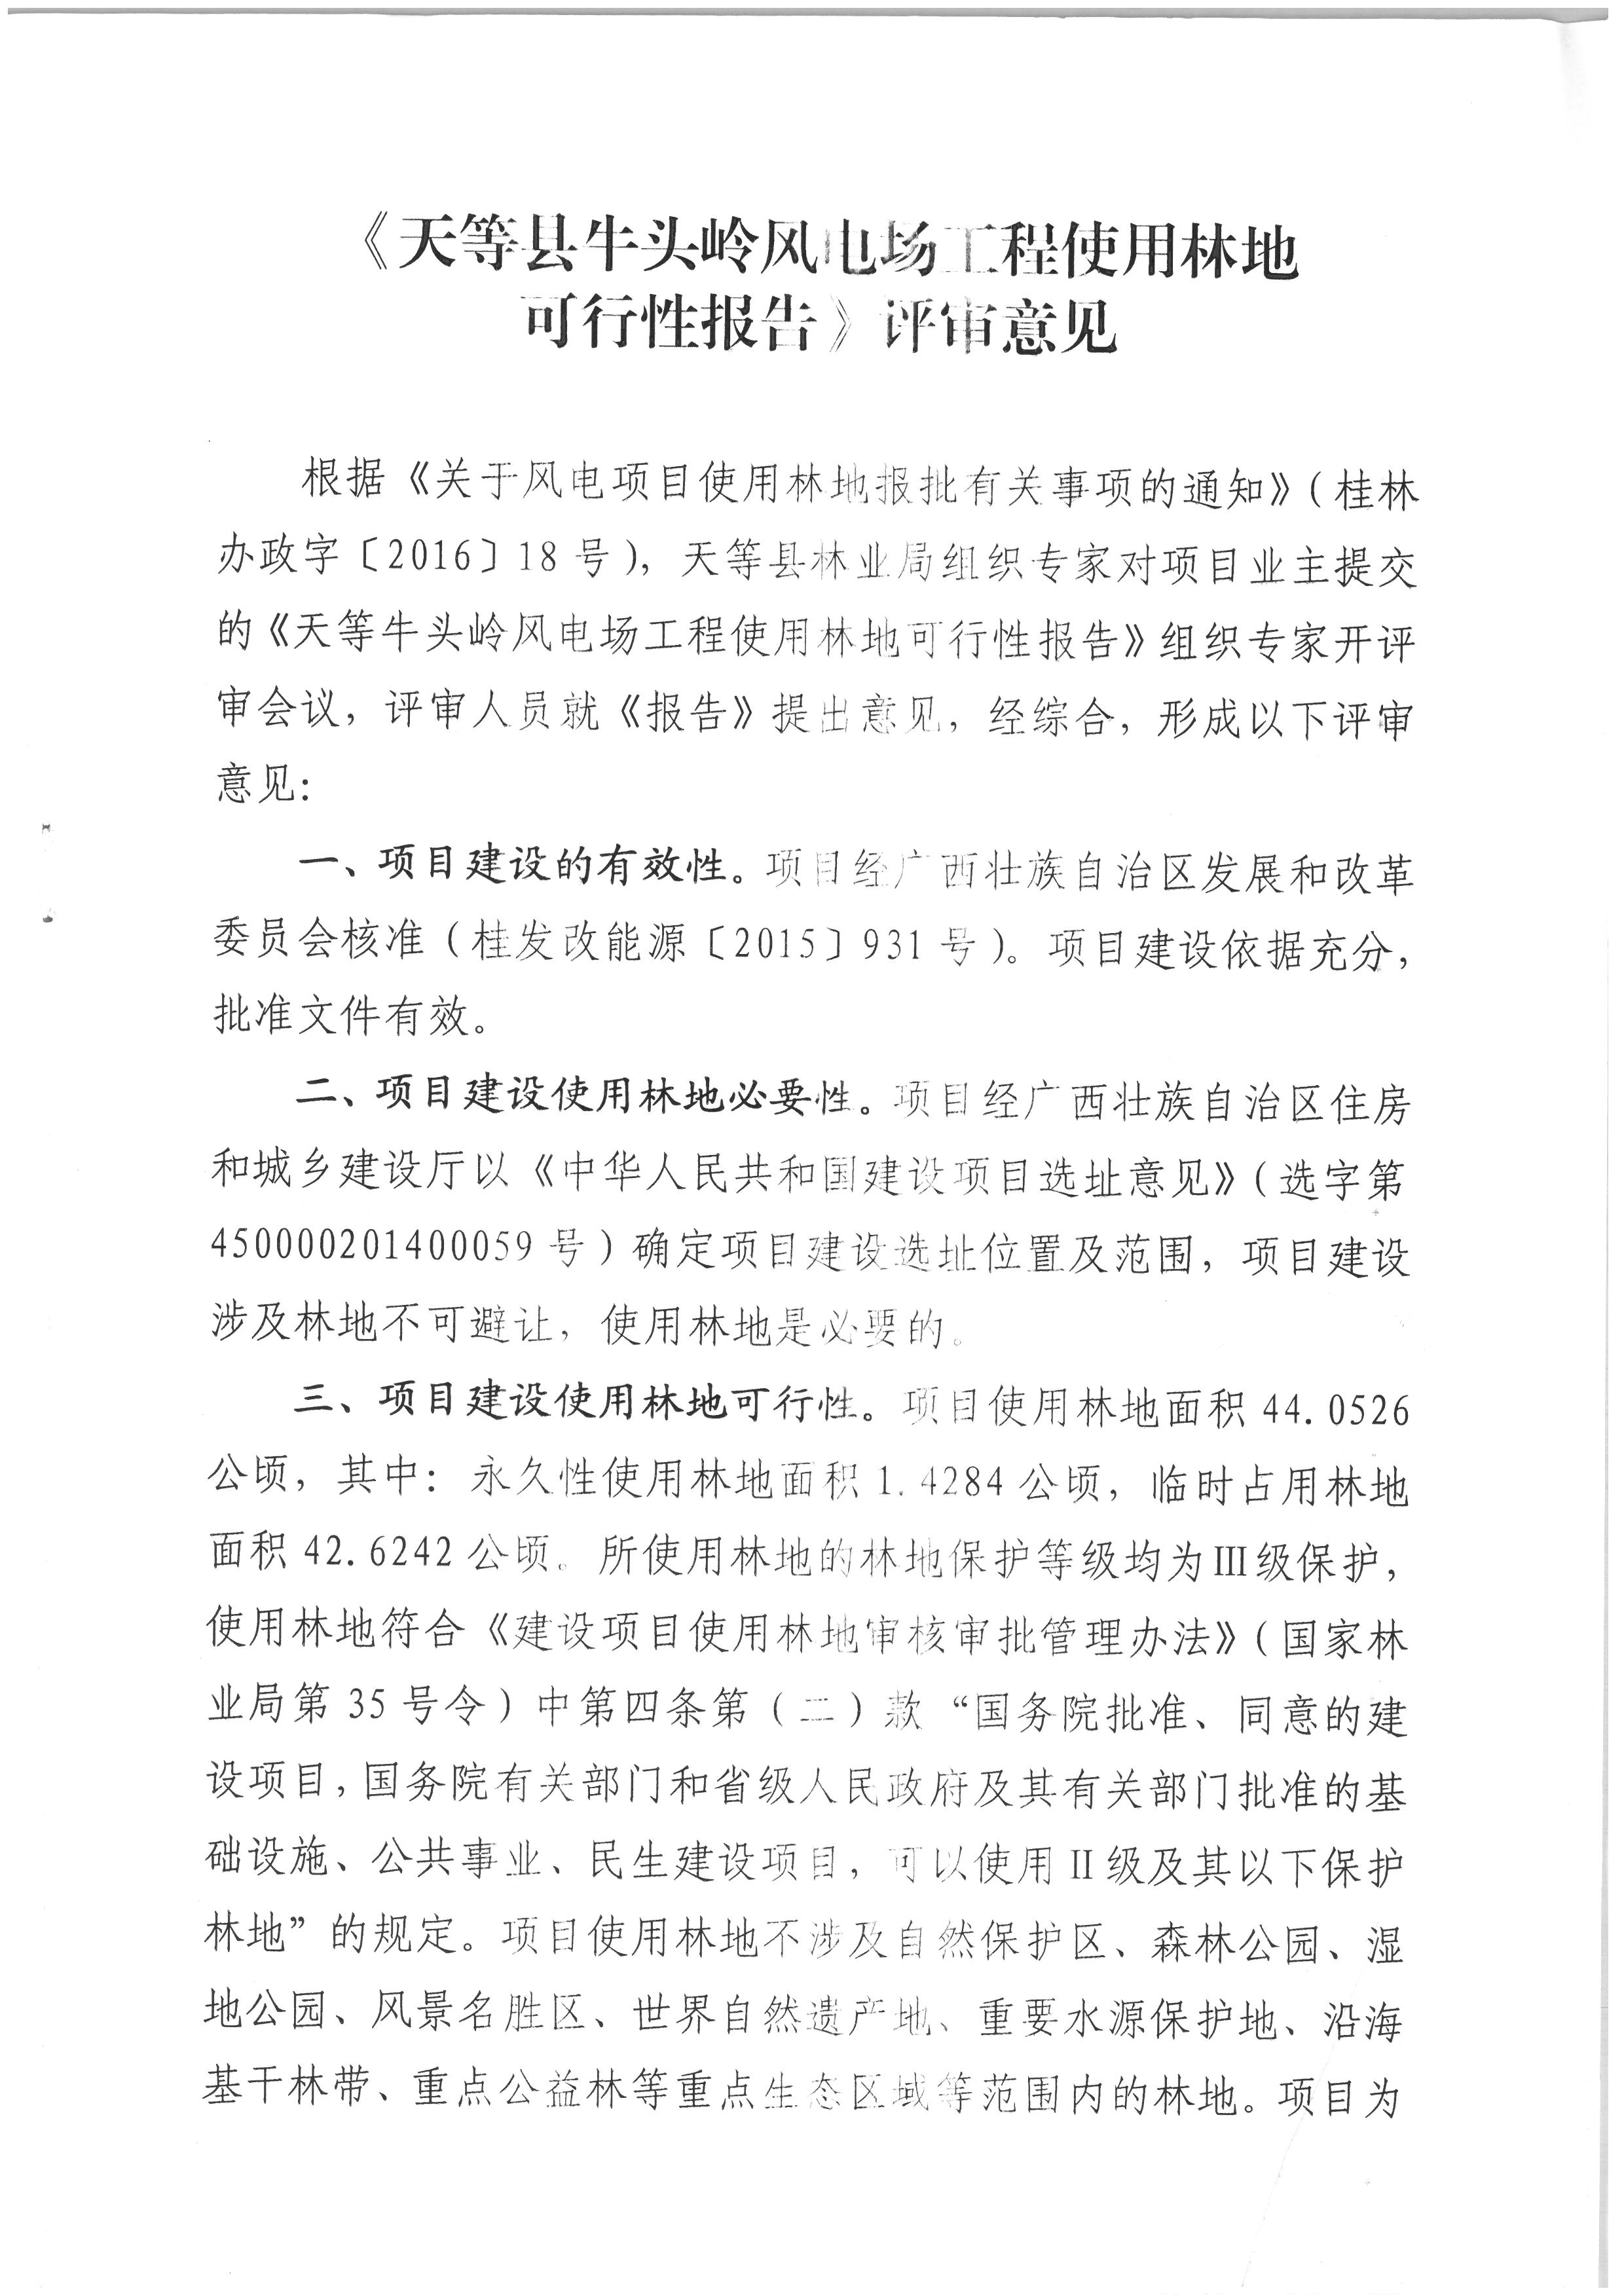 《天等县牛头岭风电场工程使用林地
可行性报告》评审意见
根据《关于风电项目使用林地报批有关事项的通知》（桂林
办政字〔2016〕18号），天等县林业局组织专家对项目业主提交
的《天等牛头岭风电场工程使用林地可行性报告》组织专家开评
审会议，评审人员就《报告》提出意见，经综合，形成以下评审
意见：
一、项目建设的有效性。项目经广西壮族自治区发展和改革
委员会核准（桂发改能源〔2015〕931号）。项目建设依据充分，
批准文件有效。
二、项目建设使用林地必要性。项目经广西壮族自治区住房
和城乡建设厅以《中华人民共和国建设项目选址意见》（选字第
450000201400059号）确定项目建设选址位置及范围，项目建设
涉及林地不可避让，使用林地是必要的。
三、项目建设使用林地可行性。项目使用林地面积44.0526
公顷，其中：永久性使用林地面积1.4284公顷，临时占用林地
面积42.6242公顷。所使用林地的林地保护等级均为III级保护，
使用林地符合《建设项目使用林地审核审批管理办法》（国家林
业局第35号令）中第四条第（二）款“国务院批准、同意的建
设项目，国务院有关部门和省级人民政府及其有关部门批准的基
础设施、公共事业、民生建设项目，可以使用II级及其以下保护
林地”的规定。项目使用林地不涉及自然保护区、森林公园、湿
地公园、风景名胜区、世界自然遗产地、重要水源保护地、沿海
基干林带、重点公益林等重点生态区域等范围内的林地。项目为